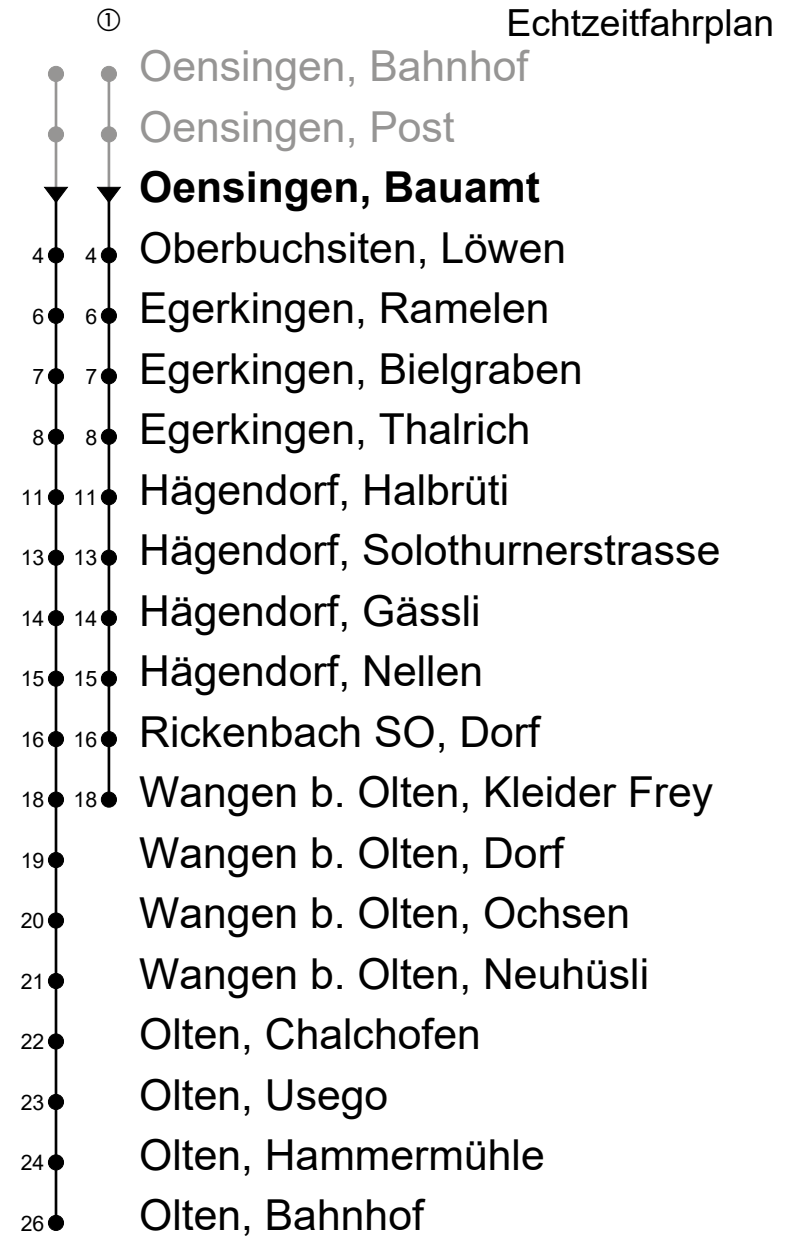 ① Echtzeitfahrplan
Oensingen, Bahnhof
Oensingen, Post
Oensingen, Bauamt
4 4 Oberbuchsiten, Löwen
6 6 Egerkingen, Ramelen
7 7 Egerkingen, Bielgraben
8 8 Egerkingen, Thalrich
11 11 Hägendorf, Halbrüti
13 13 Hägendorf, Solothurnerstrasse
14 14 Hägendorf, Gässli
15 15 Hägendorf, Nellen
16 16 Rickenbach SO, Dorf
18 18 Wangen b. Olten, Kleider Frey
19 Wangen b. Olten, Dorf
20 Wangen b. Olten, Ochsen
21 Wangen b. Olten, Neuhüsli
22 Olten, Chalchofen
23 Olten, Usego
24 Olten, Hammermühle
26 Olten, Bahnhof